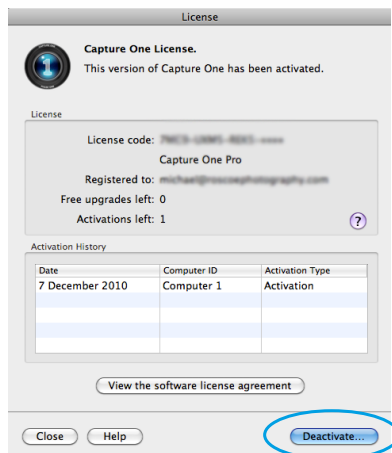 License
Capture One License.
This version of Capture One has been activated.
License
License code:
Capture One Pro
Registered to:
Free upgrades left: 0
Activations left: 1
?
Activation History
Date Computer ID Activation Type
7 December 2010 Computer 1 Activation
View the software license agreement
Close Help Deactivate...